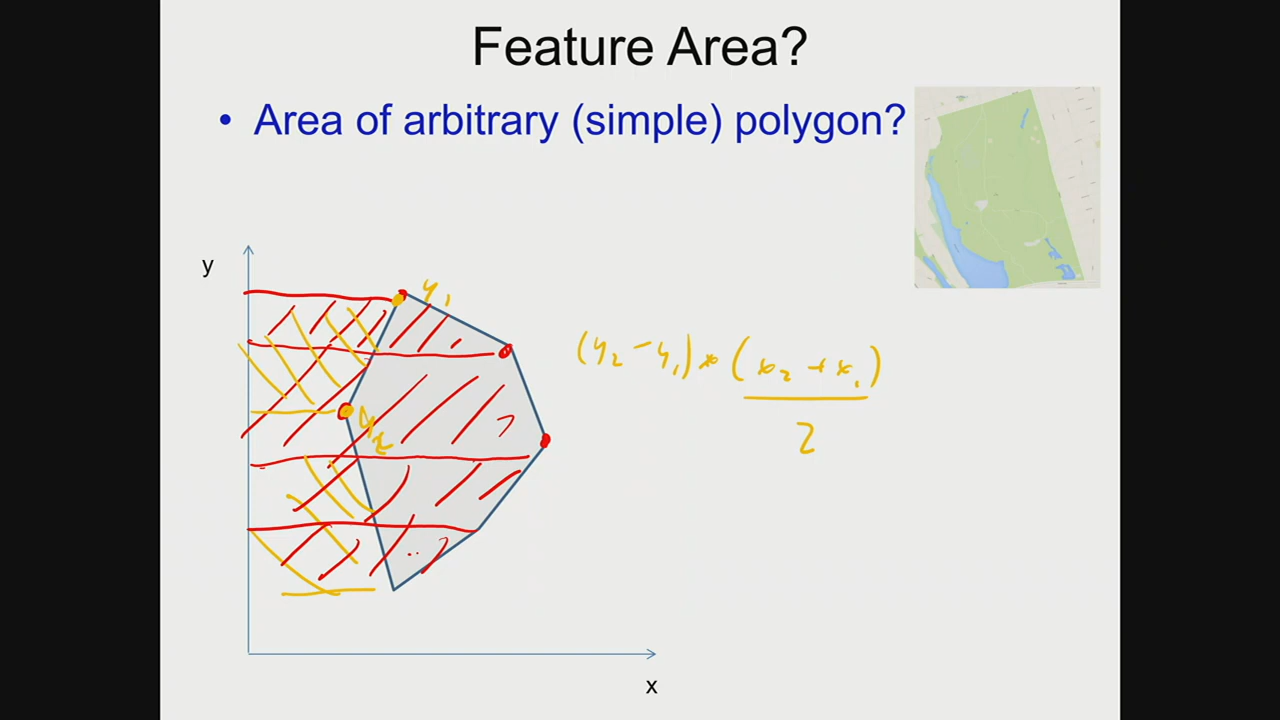 Feature Area?
• Area of arbitrary (simple) polygon?
y
y₁
(y₂ - y₁) * (x₂ + x₁)
2
y₂
x